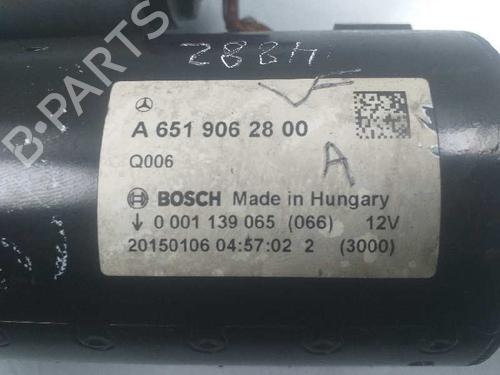 B-PARTS
2884
A 651 906 28 00
Q006
A
BOSCH Made in Hungary
↓ 0 001 139 065 (066) 12V
20150106 04:57:02 2 (3000)